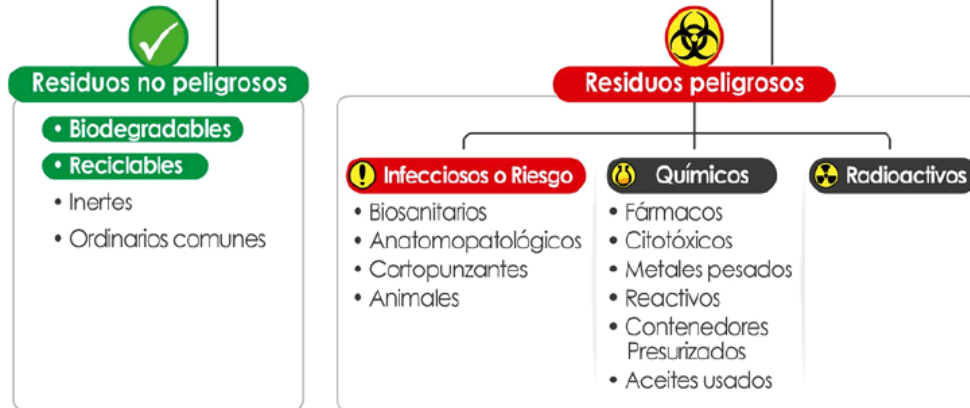 Residuos no peligrosos
• Biodegradables
• Reciclables
• Inertes
• Ordinarios comunes
Residuos peligrosos
Infecciosos o Riesgo
• Biosanitarios
• Anatomopatológicos
• Cortopunzantes
• Animales
Químicos
• Fármacos
• Citotóxicos
• Metales pesados
• Reactivos
• Contenedores
Presurizados
• Aceites usados
Radioactivos